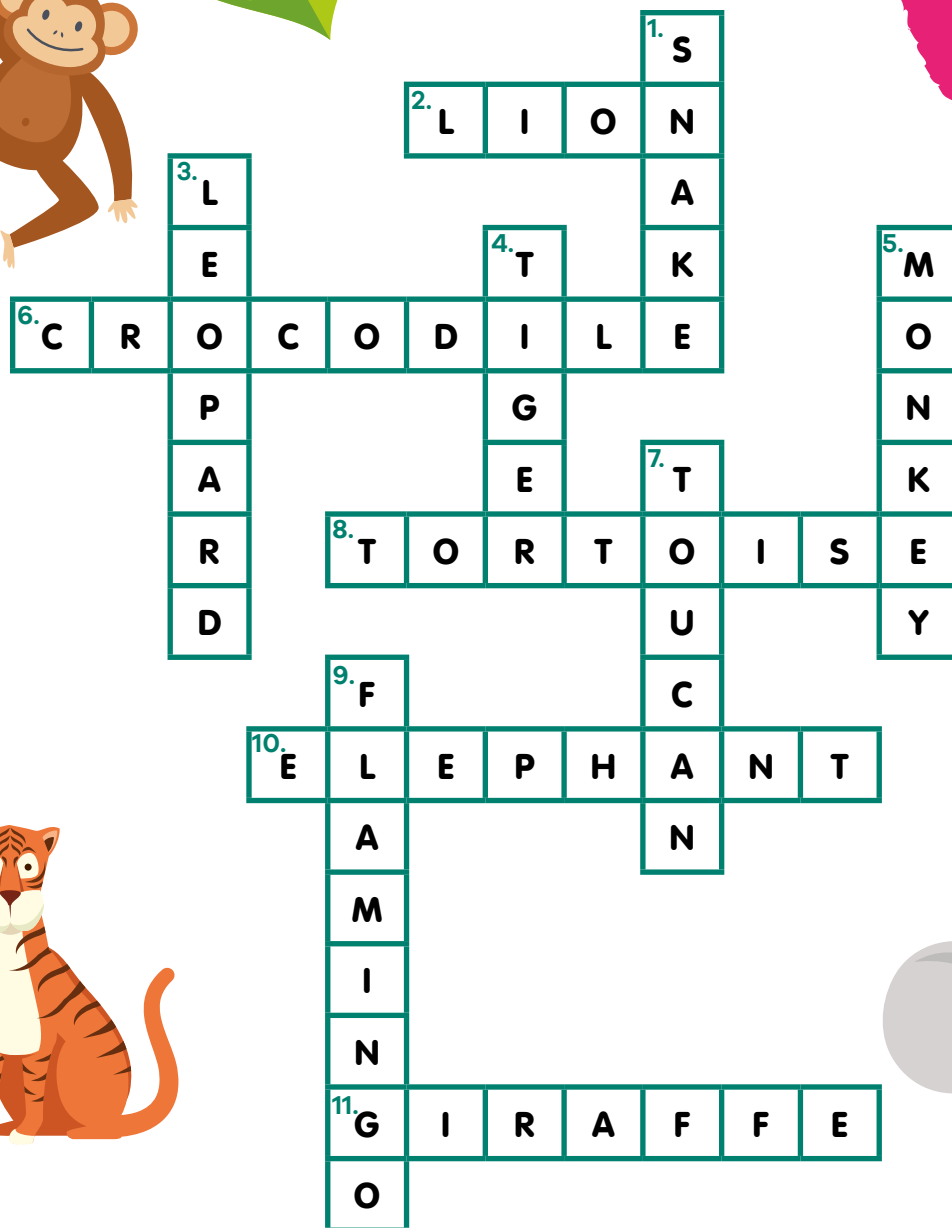 1. S
2. L I O N
3. L A
E 4. T K 5. M
6. C R O C O D I L E O
P G N
A E 7. T K
R 8. T O R T O I S E
D U Y
9. F C
10. E L E P H A N T
A N
M
I
N
11. G I R A F F E
O